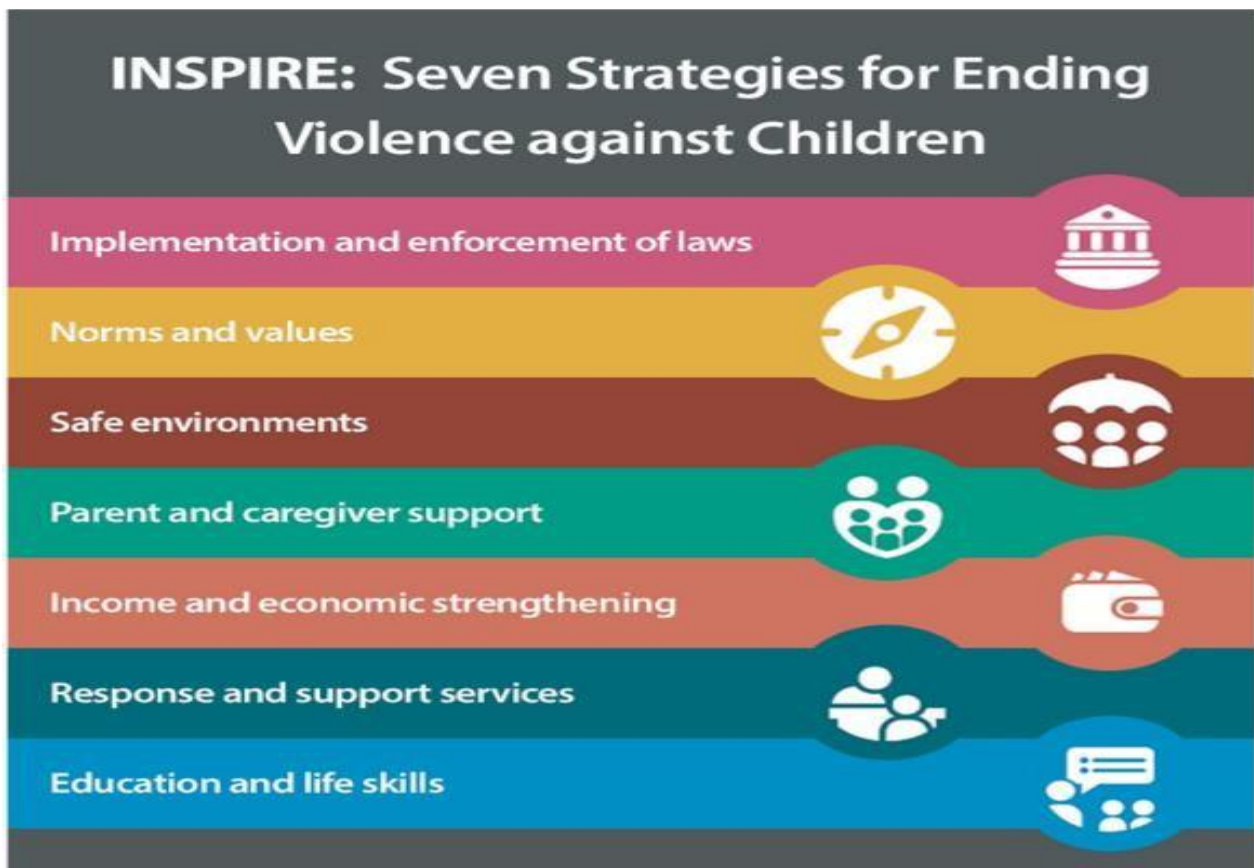 INSPIRE: Seven Strategies for Ending
Violence against Children
Implementation and enforcement of laws
Norms and values
Safe environments
Parent and caregiver support
Income and economic strengthening
Response and support services
Education and life skills